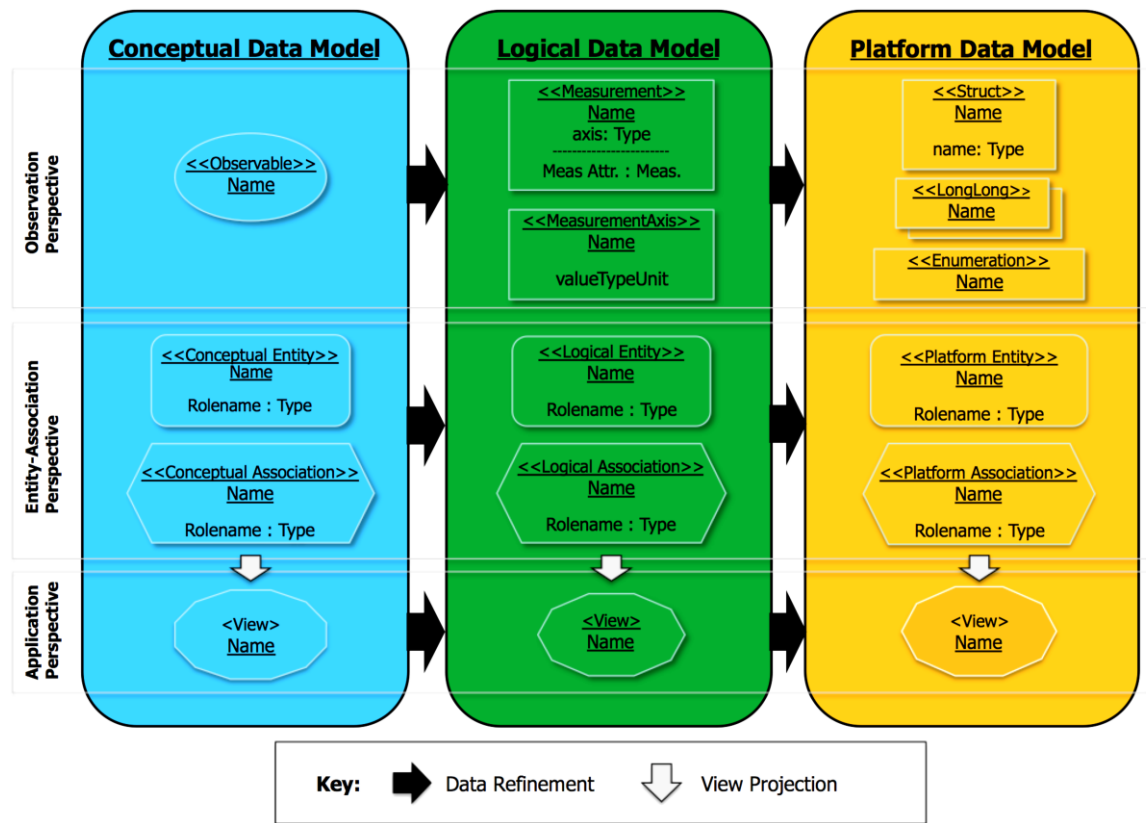 Conceptual Data Model
Logical Data Model
Platform Data Model
Observation
Perspective
<<Observable>>
Name
<<Measurement>>
Name
axis: Type
------------------------
Meas Attr. : Meas.
<<MeasurementAxis>>
Name
valueTypeUnit
<<Struct>>
Name
name: Type
<<LongLong>>
Name
<<Enumeration>>
Name
Entity-Association
Perspective
<<Conceptual Entity>>
Name
Rolename : Type
<<Conceptual Association>>
Name
Rolename : Type
<<Logical Entity>>
Name
Rolename : Type
<<Logical Association>>
Name
Rolename : Type
<<Platform Entity>>
Name
Rolename : Type
<<Platform Association>>
Name
Rolename : Type
Application
Perspective
<View>
Name
<View>
Name
<View>
Name
Key:
Data Refinement
View Projection